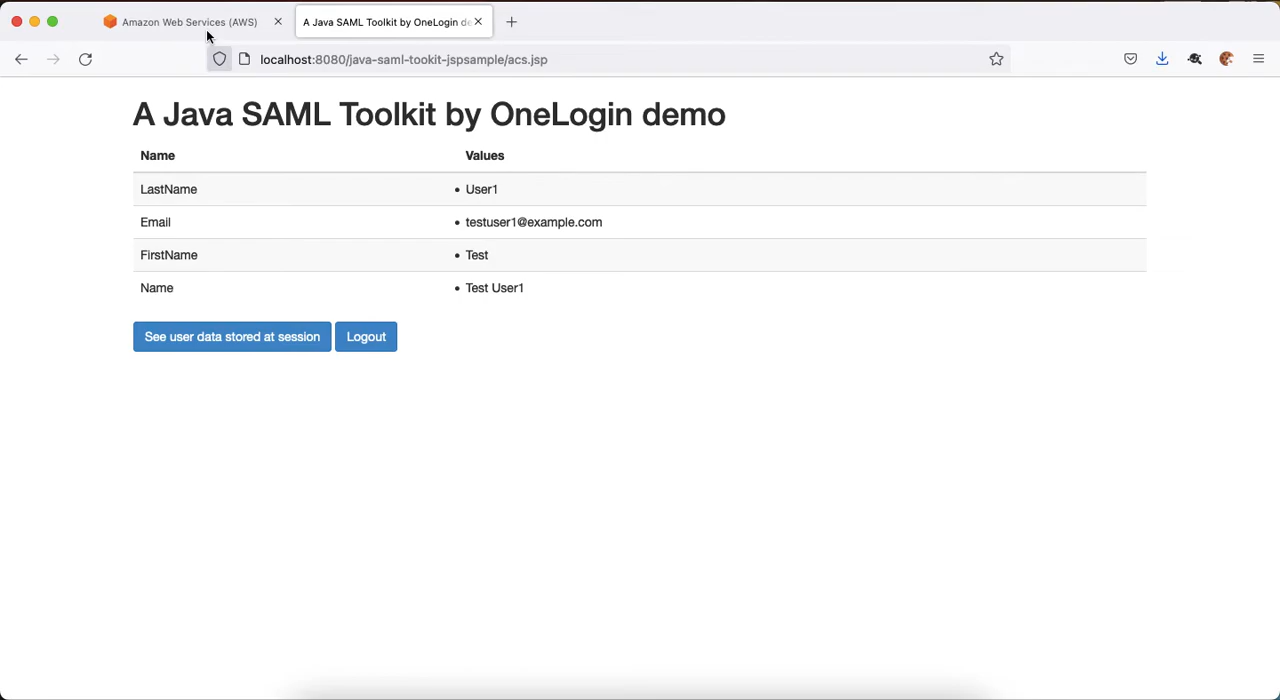 Amazon Web Services (AWS)
A Java SAML Toolkit by OneLogin de
localhost:8080/java-saml-tookit-jspsample/acs.jsp
A Java SAML Toolkit by OneLogin demo
Name Values
LastName • User1
Email • testuser1@example.com
FirstName • Test
Name • Test User1
See user data stored at session Logout